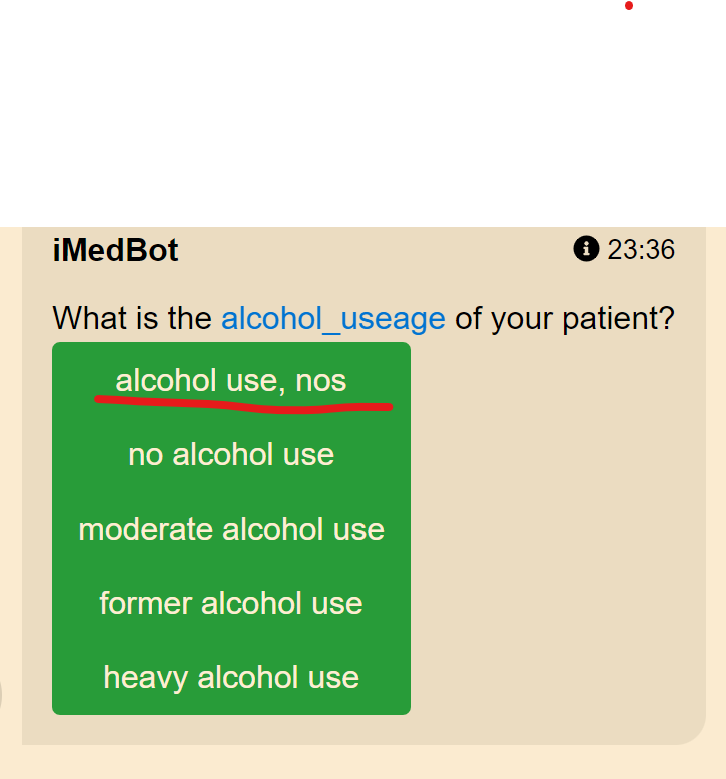 iMedBot 23:36
What is the alcohol_useage of your patient?
alcohol use, nos
no alcohol use
moderate alcohol use
former alcohol use
heavy alcohol use